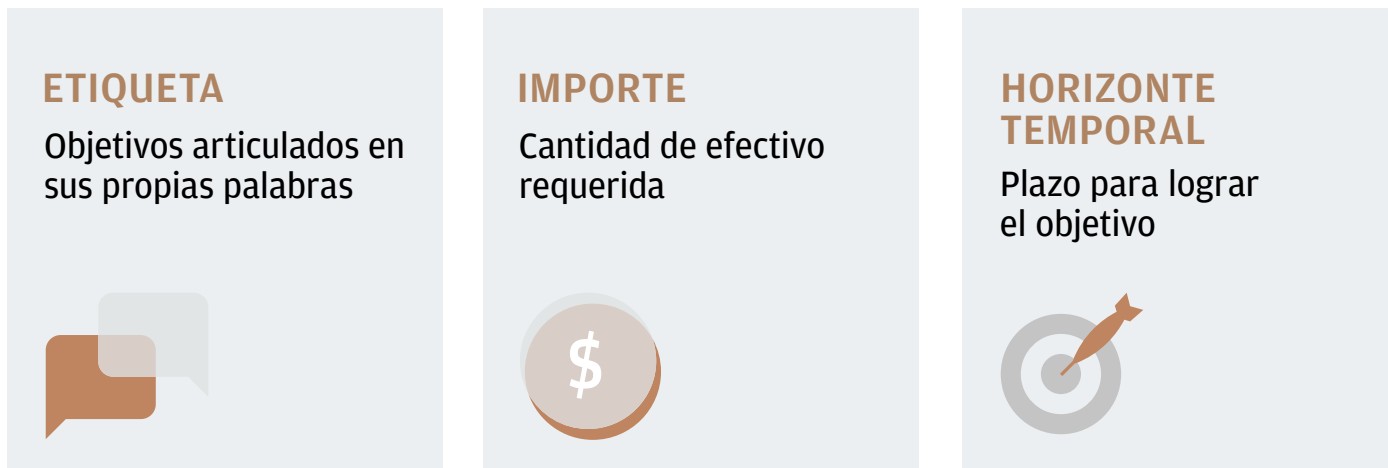 ETIQUETA
Objetivos articulados en
sus propias palabras
IMPORTE
Cantidad de efectivo
requerida
$
HORIZONTE
TEMPORAL
Plazo para lograr
el objetivo